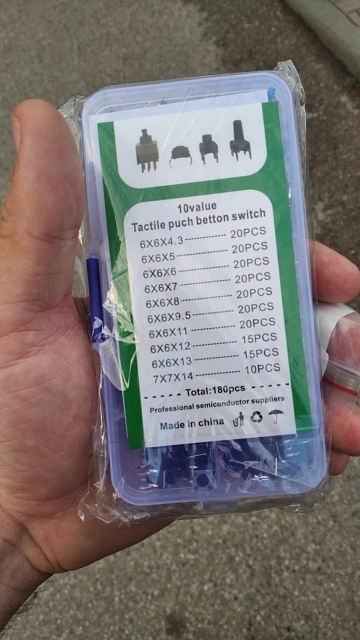 10value
Tactile puch betton switch
6X6X4.3--------------- 20PCS
6X6X5------------------ 20PCS
6X6X6------------------ 20PCS
6X6X7------------------ 20PCS
6X6X8------------------ 20PCS
6X6X9.5--------------- 20PCS
6X6X11---------------- 20PCS
6X6X12---------------- 15PCS
6X6X13---------------- 15PCS
7X7X14---------------- 10PCS
Total:180pcs
Professional semiconductor suppliers
Made in china